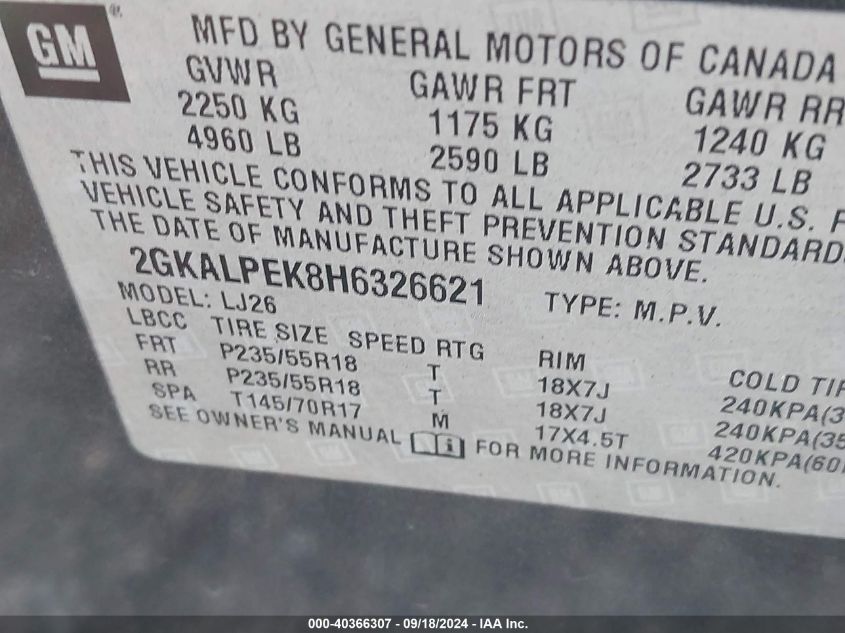 GM ®
MFD BY GENERAL MOTORS OF CANADA
GVWR GAWR FRT GAWR RR
2250 KG 1175 KG 1240 KG
4960 LB 2590 LB 2733 LB
THIS VEHICLE CONFORMS TO ALL APPLICABLE U.S. F
VEHICLE SAFETY AND THEFT PREVENTION STANDARD
THE DATE OF MANUFACTURE SHOWN ABOVE.
2GKALPEK8H6326621 TYPE: M.P.V.
MODEL: LJ26
LBCC TIRE SIZE SPEED RTG RIM COLD TIR
FRT P235/55R18 T 18X7J 240KPA(3
RR P235/55R18 T 18X7J 240KPA(35
SPA T145/70R17 M 17X4.5T 420KPA(60
SEE OWNER'S MANUAL i FOR MORE INFORMATION.
000-40366307 - 09/18/2024 - IAA Inc.